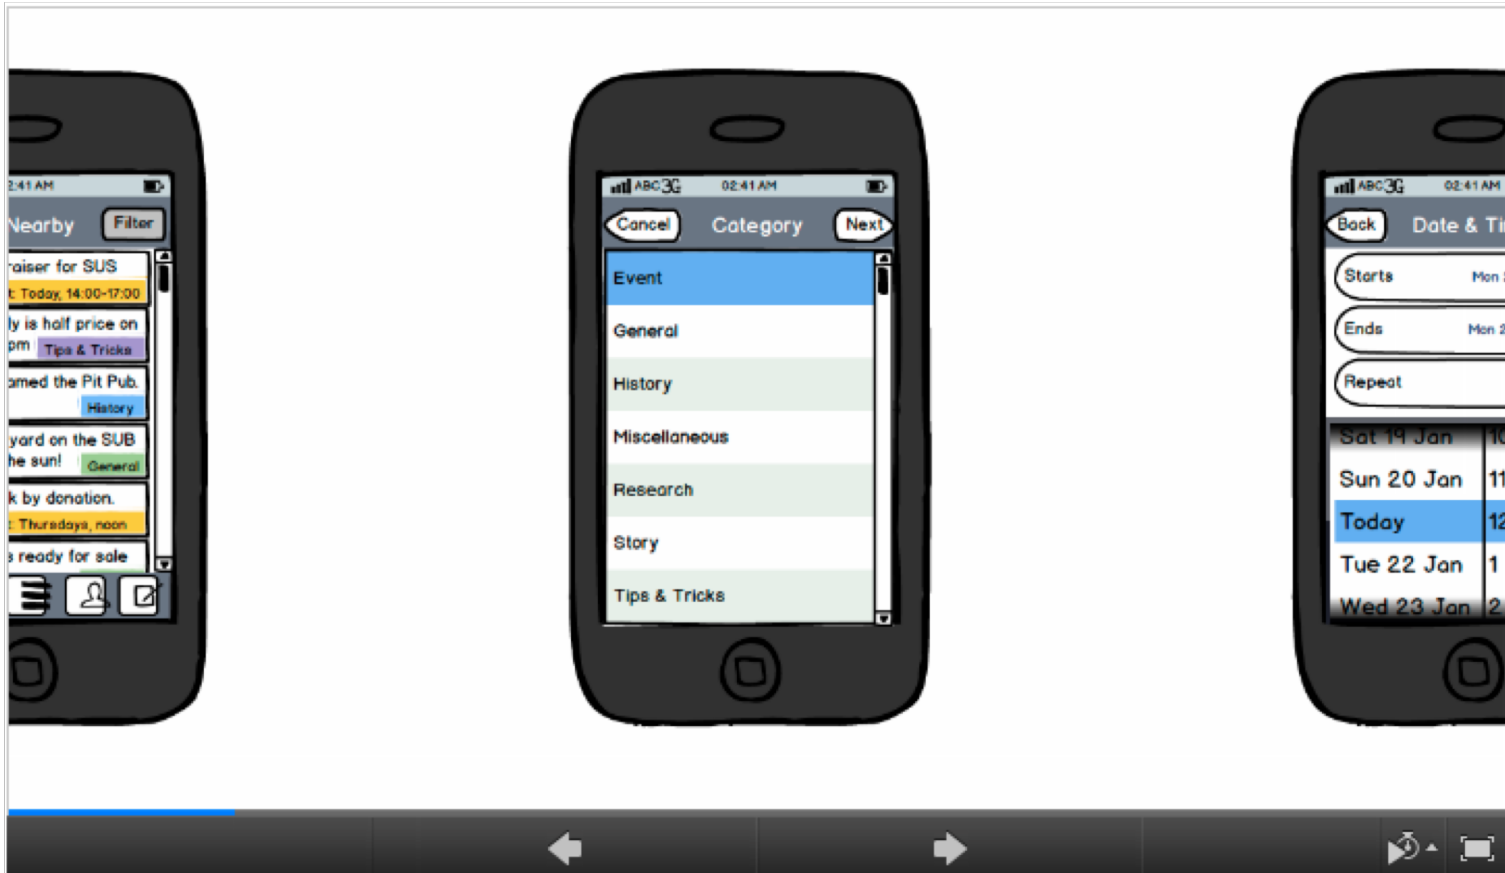 2:41 AM
Nearby
Filter
raiser for SUS
t: Today, 14:00-17:00
ly is half price on
pm
Tips & Tricks
amed the Pit Pub.
History
yard on the SUB
he sun!
General
k by donation.
t: Thursdays, noon
s ready for sale
ABC 3G
02:41 AM
Cancel
Category
Next
Event
General
History
Miscellaneous
Research
Story
Tips & Tricks
ABC 3G
02:41 AM
Back
Date & Ti
Starts
Mon
Ends
Mon 2
Repeat
Sat 19 Jan
10
Sun 20 Jan
11
Today
12
Tue 22 Jan
1
Wed 23 Jan
2